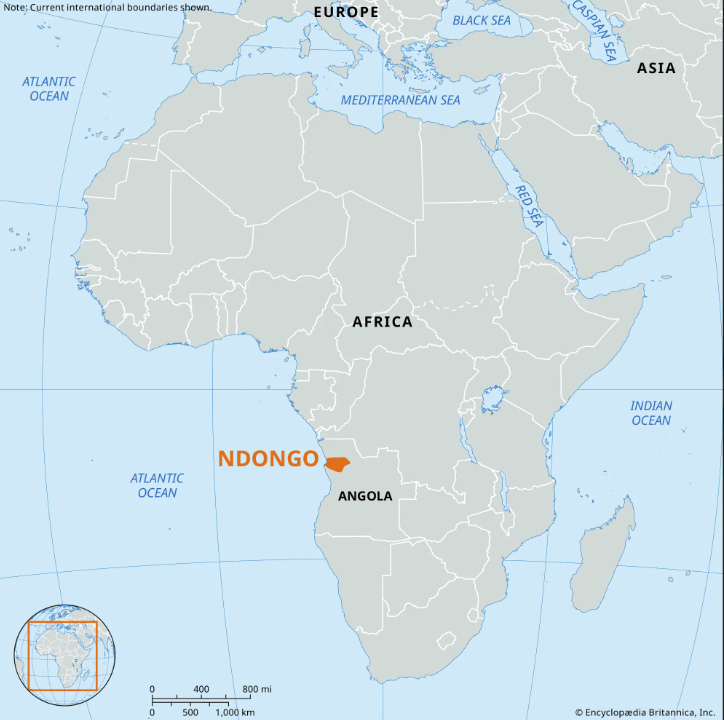 Note: Current international boundaries shown.
EUROPE
BLACK SEA
CASPIAN SEA
ASIA
ATLANTIC
OCEAN
MEDITERRANEAN SEA
RED SEA
AFRICA
INDIAN
OCEAN
NDONGO
ATLANTIC
OCEAN
ANGOLA
0 400 800 mi
0 500 1,000 km
© Encyclopædia Britannica, Inc.